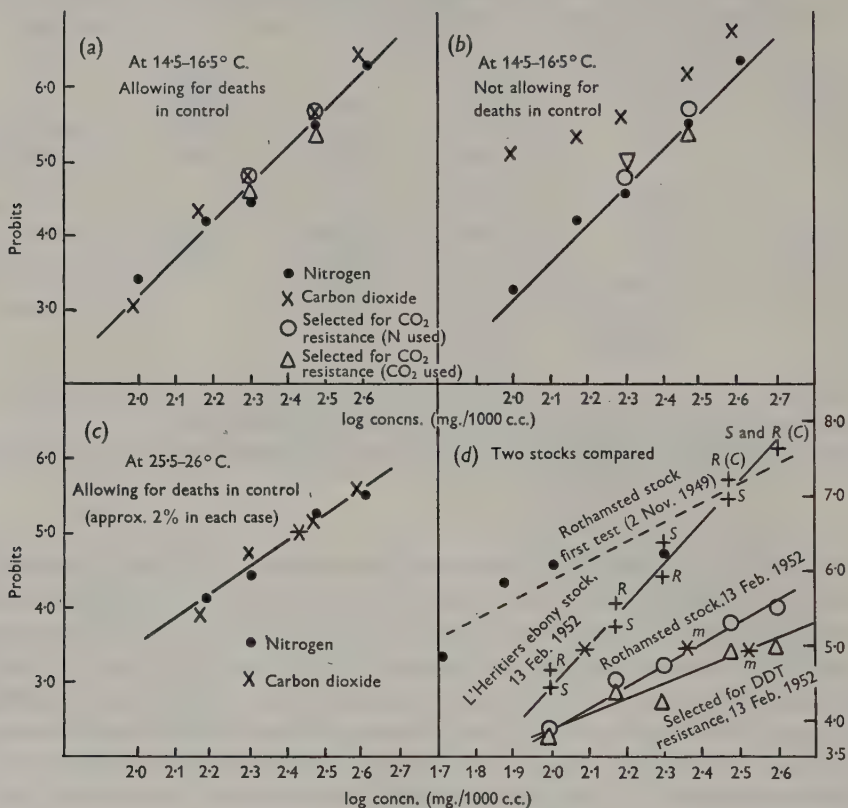 (a)
At 14·5–16·5° C.
Allowing for deaths
in control
6·0
5·0
4·0
3·0
Probits
• Nitrogen
X Carbon dioxide
○ Selected for CO₂
resistance (N used)
△ Selected for CO₂
resistance (CO₂ used)
2·0 2·1 2·2 2·3 2·4 2·5 2·6
(b)
At 14·5–16·5° C.
Not allowing for
deaths in control
2·0 2·1 2·2 2·3 2·4 2·5 2·6 2·7
log concns. (mg./1000 c.c.)
(c)
At 25·5–26° C.
Allowing for deaths in control
(approx. 2% in each case)
6·0
5·0
4·0
3·0
Probits
• Nitrogen
X Carbon dioxide
2·0 2·1 2·2 2·3 2·4 2·5 2·6 2·7
(d) Two stocks compared
S and R (C)
R (C)
S
Rothamsted stock
first test (2 Nov. 1949)
S
R
R
S
R
S
L'Heritiers ebony stock,
13 Feb. 1952
Rothamsted stock, 13 Feb. 1952
m
m
Selected for DDT
resistance, 13 Feb. 1952
8·0
7·0
6·0
5·0
4·0
3·5
1·7 1·8 1·9 2·0 2·1 2·2 2·3 2·4 2·5 2·6
log concn. (mg./1000 c.c.)